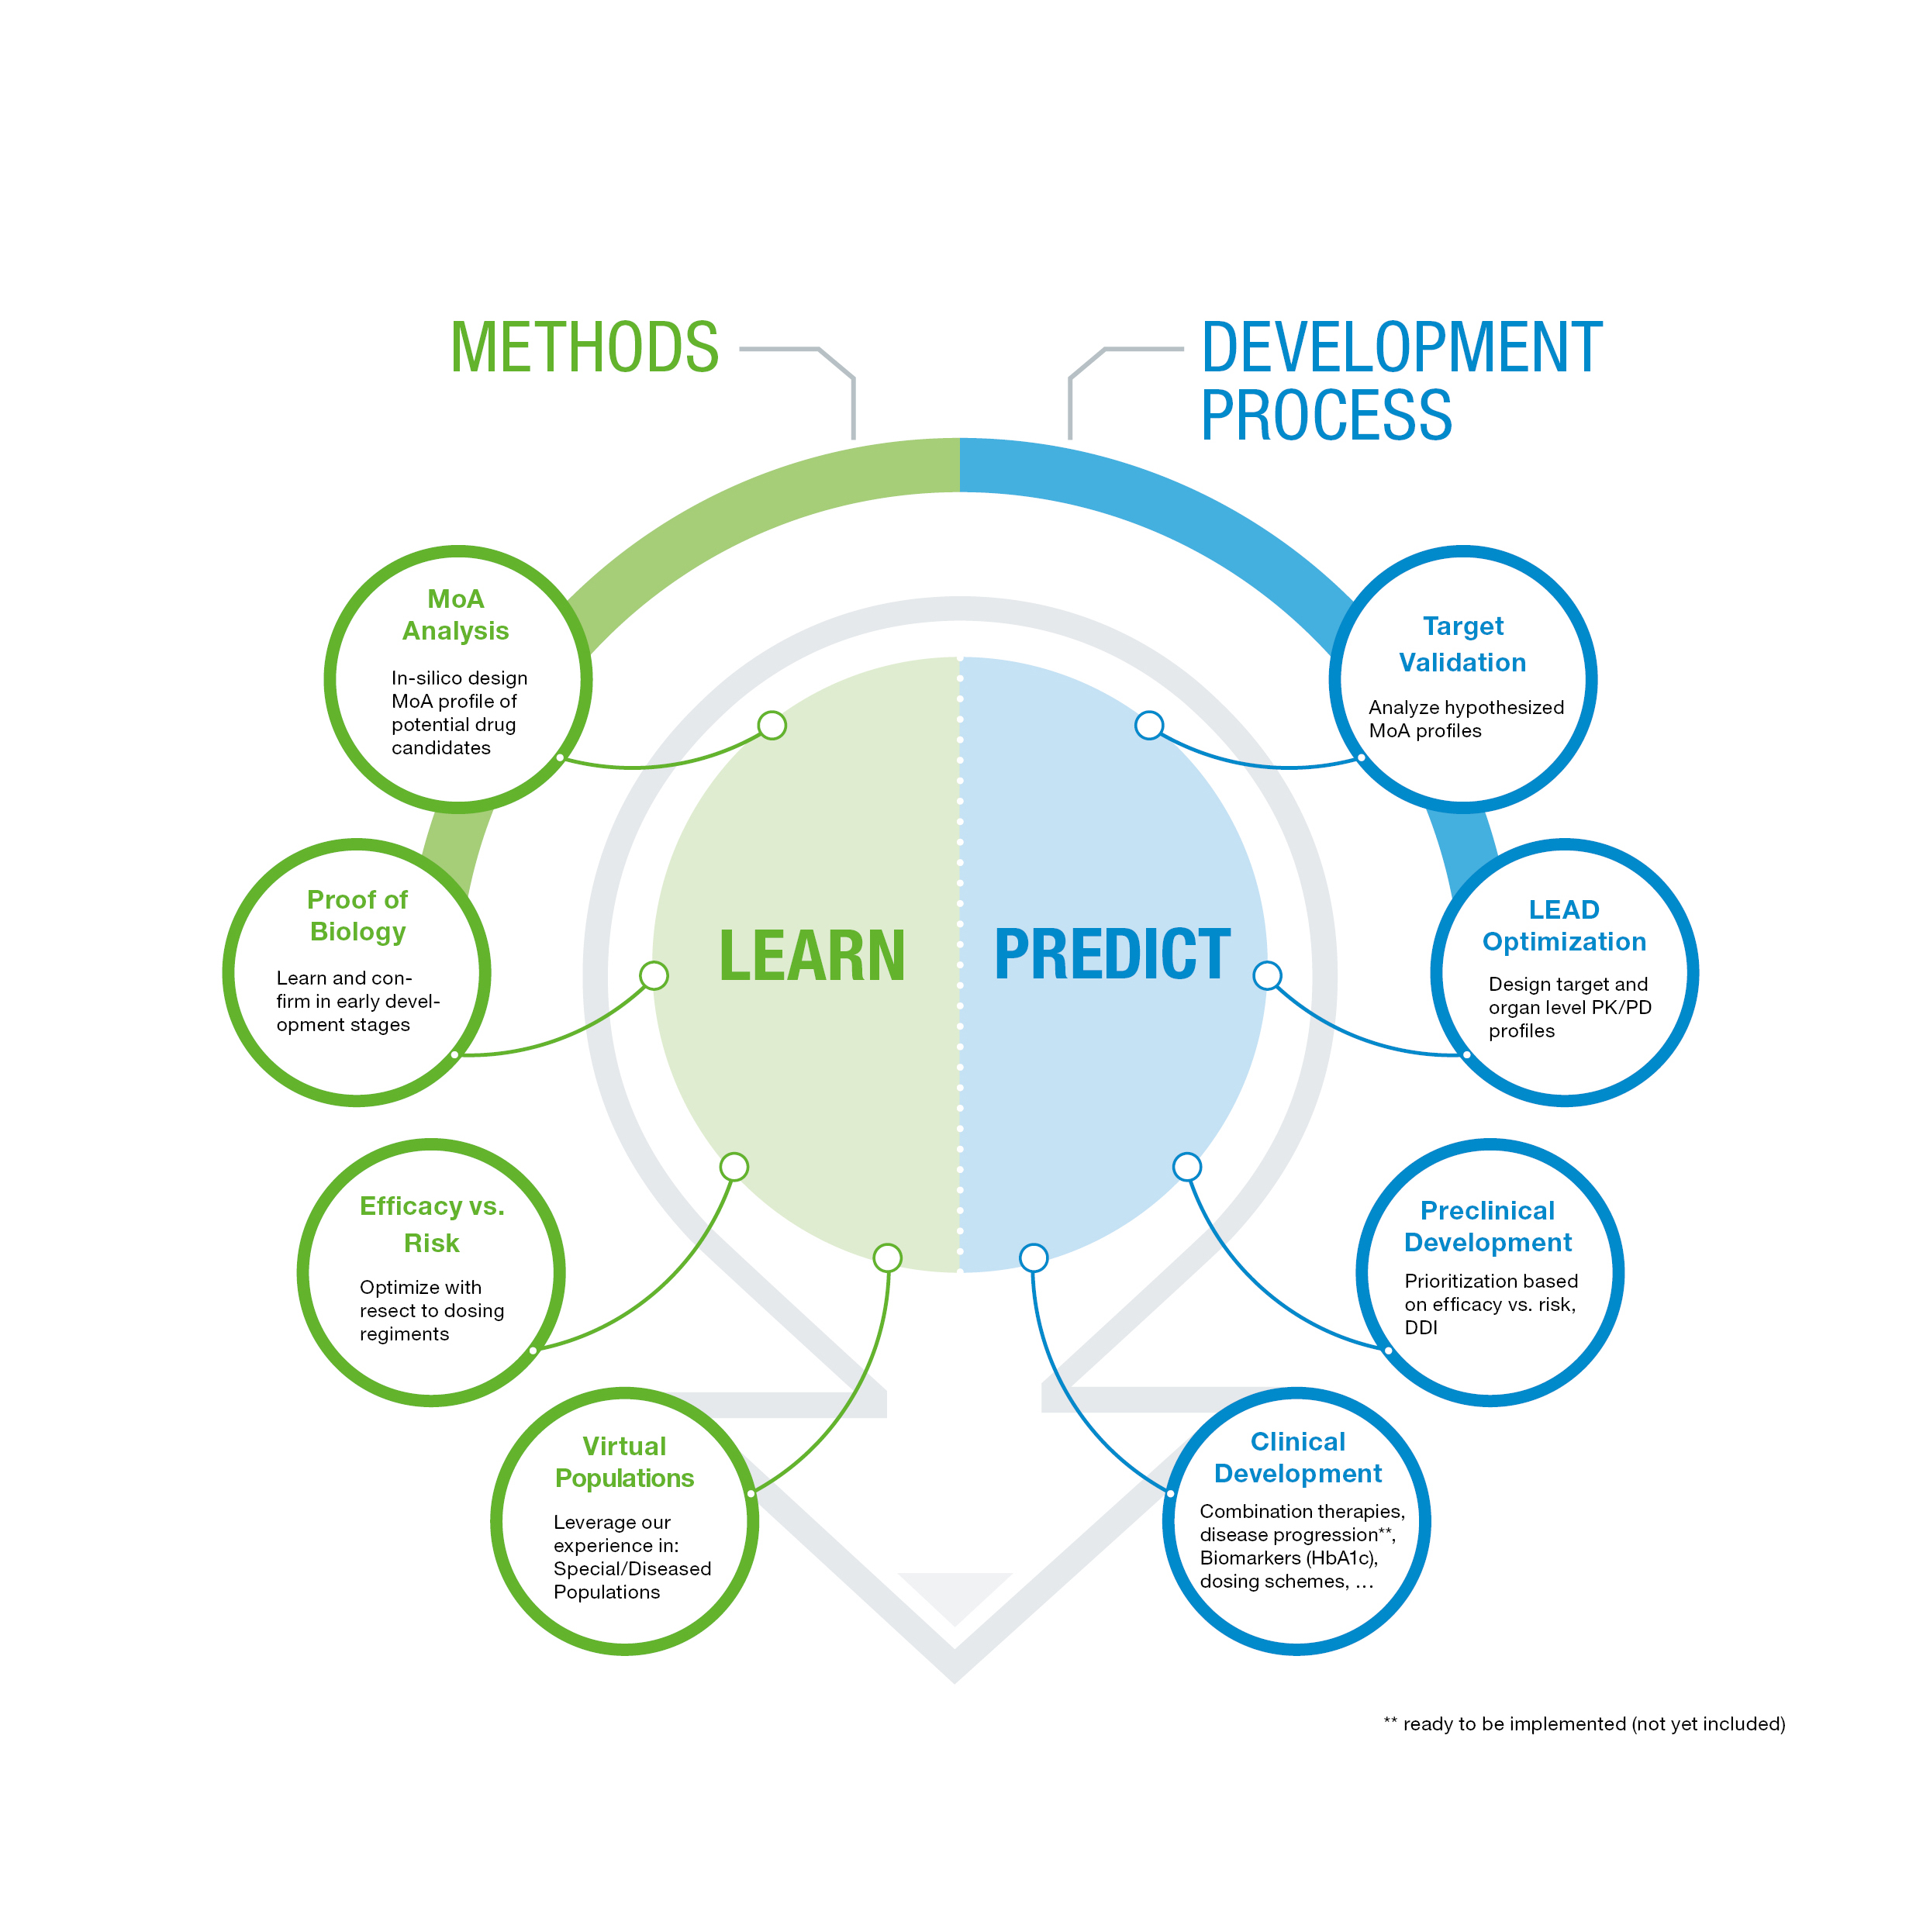 METHODS
DEVELOPMENT
PROCESS
MoA
Analysis
In-silico design
MoA profile of
potential drug
candidates
Proof of
Biology
Learn and con-
firm in early devel-
opment stages
Efficacy vs.
Risk
Optimize with
resect to dosing
regiments
Virtual
Populations
Leverage our
experience in:
Special/Diseased
Populations
LEARN
PREDICT
Target
Validation
Analyze hypothesized
MoA profiles
LEAD
Optimization
Design target and
organ level PK/PD
profiles
Preclinical
Development
Prioritization based
on efficacy vs. risk,
DDI
Clinical
Development
Combination therapies,
disease progression**,
Biomarkers (HbA1c),
dosing schemes, ...
** ready to be implemented (not yet included)